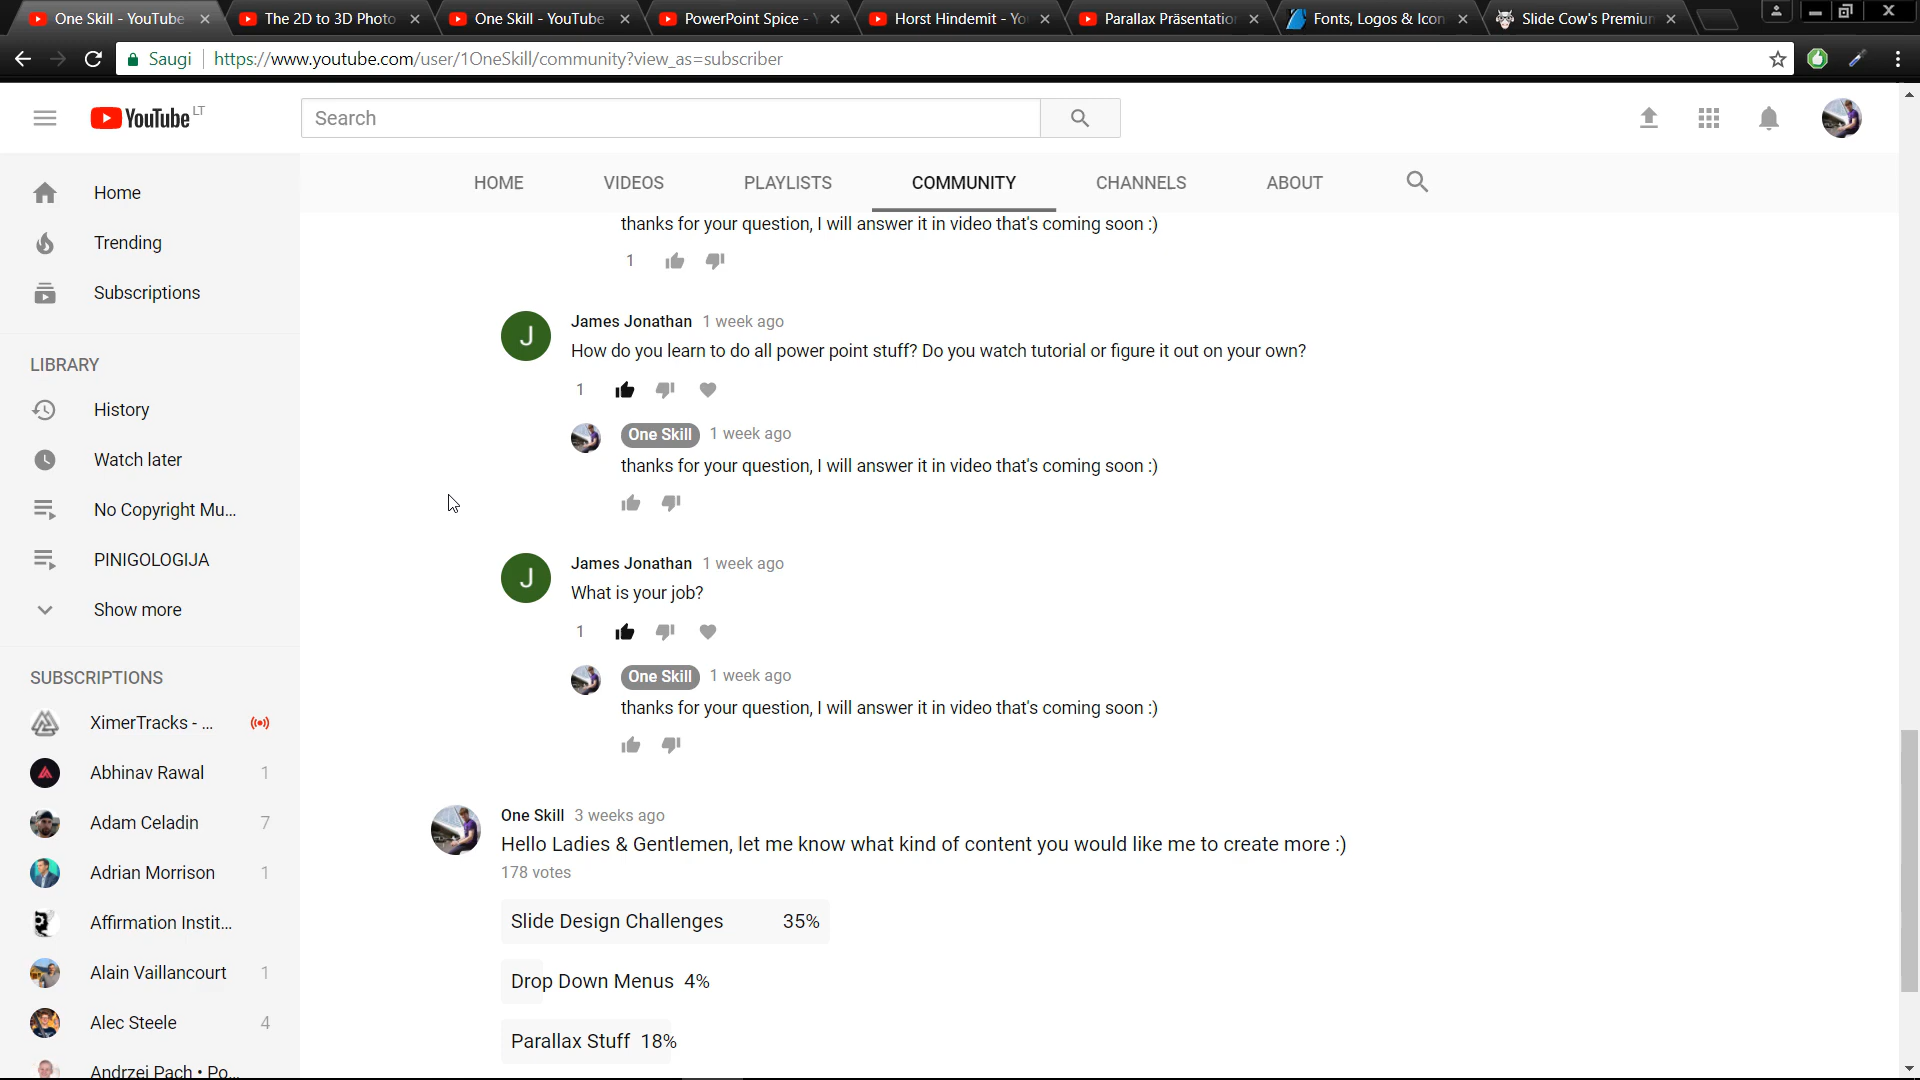 One Skill - YouTube
The 2D to 3D Photo
One Skill - YouTube
PowerPoint Spice -
Horst Hindemit - Yo
Parallax Präsentation
Fonts, Logos & Icon
Slide Cow's Premium
Saugi
https://www.youtube.com/user/1OneSkill/community?view_as=subscriber
YouTube LT
Search
HOME
VIDEOS
PLAYLISTS
COMMUNITY
CHANNELS
ABOUT
Home
Trending
Subscriptions
LIBRARY
History
Watch later
No Copyright Mu...
PINIGOLOGIJA
Show more
SUBSCRIPTIONS
XimerTracks - ...
Abhinav Rawal 1
Adam Celadin 7
Adrian Morrison 1
Affirmation Instit...
Alain Vaillancourt 1
Alec Steele 4
Andrzej Pach • Po...
thanks for your question, I will answer it in video that's coming soon :)
1
J
James Jonathan 1 week ago
How do you learn to do all power point stuff? Do you watch tutorial or figure it out on your own?
1
One Skill 1 week ago
thanks for your question, I will answer it in video that's coming soon :)
J
James Jonathan 1 week ago
What is your job?
1
One Skill 1 week ago
thanks for your question, I will answer it in video that's coming soon :)
One Skill 3 weeks ago
Hello Ladies & Gentlemen, let me know what kind of content you would like me to create more :)
178 votes
Slide Design Challenges 35%
Drop Down Menus 4%
Parallax Stuff 18%